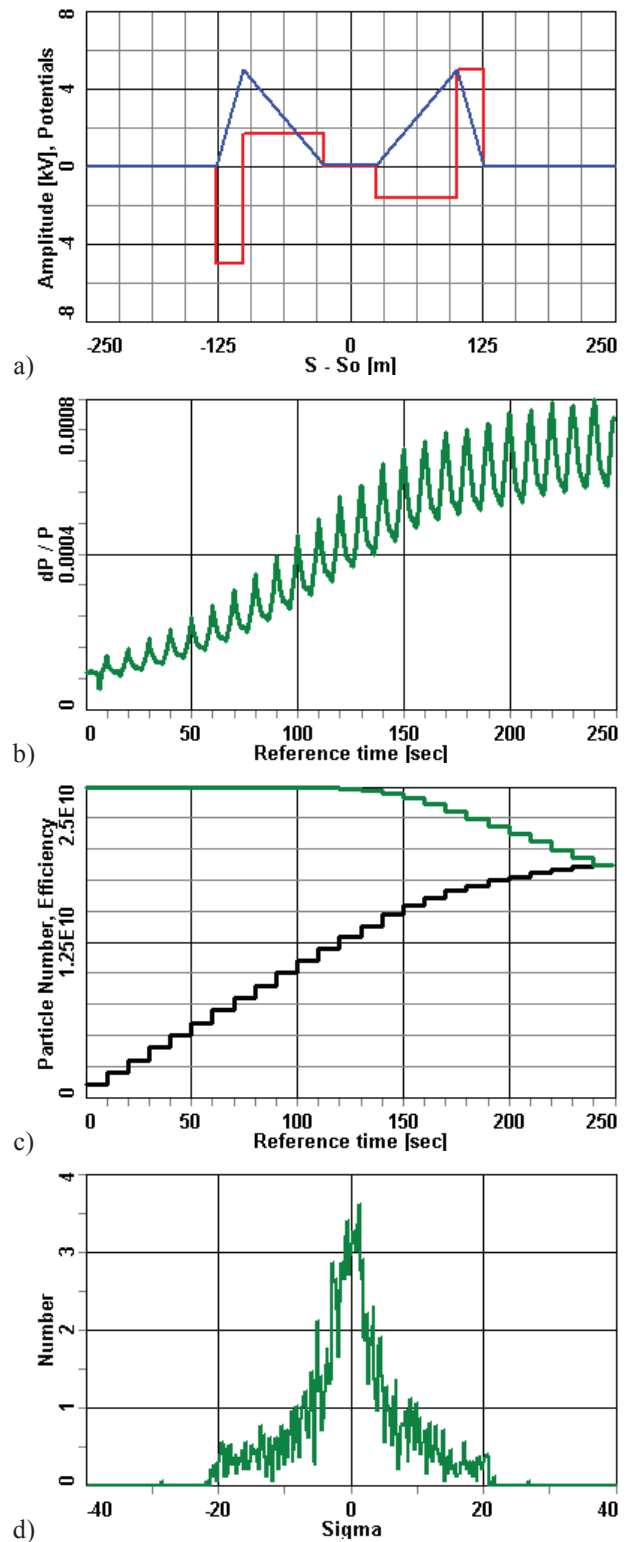 8
4
0
-4
-8
Amplitude [kV], Potentials
-250
-125
0
125
250
S - So [m]
a)
0.0008
0.0004
0
dP / P
0
50
100
150
200
250
Reference time [sec]
b)
2.5E10
1.25E10
0
Particle Number, Efficiency
0
50
100
150
200
250
Reference time [sec]
c)
4
3
2
1
0
Number
-40
-20
0
20
40
Sigma
d)